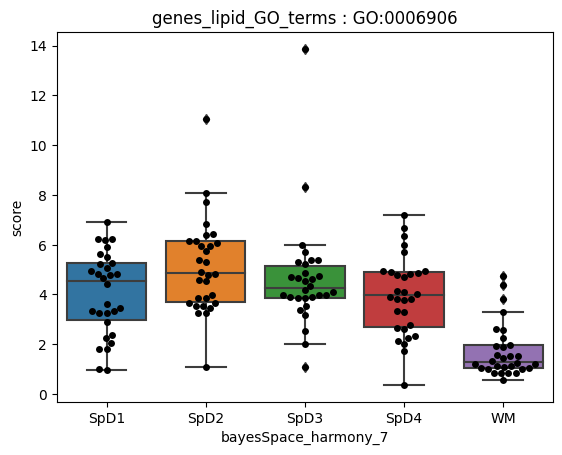 genes_lipid_GO_terms : GO:0006906
14
12
10
8
6
4
2
0
score
SpD1 SpD2 SpD3 SpD4 WM
bayesSpace_harmony_7